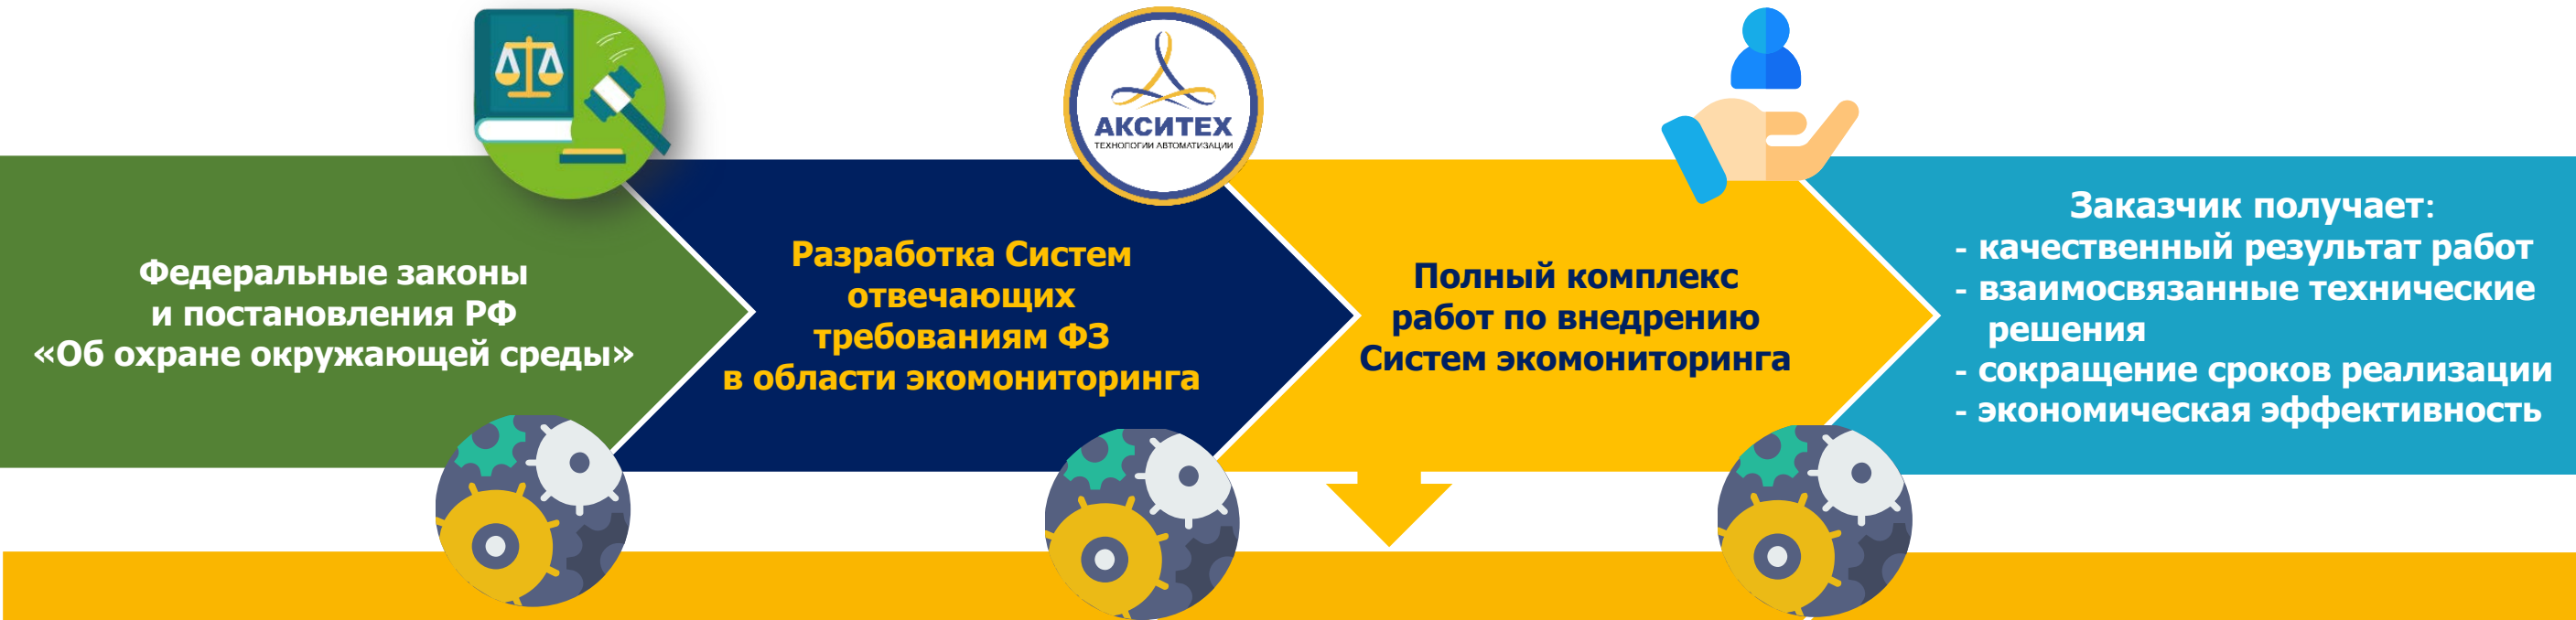 АКСИТЕХ
ТЕХНОЛОГИИ АВТОМАТИЗАЦИИ
Федеральные законы
и постановления РФ
«Об охране окружающей среды»
Разработка Систем
отвечающих
требованиям ФЗ
в области экомониторинга
Полный комплекс
работ по внедрению
Систем экомониторинга
Заказчик получает:
- качественный результат работ
- взаимосвязанные технические
решения
- сокращение сроков реализации
- экономическая эффективность